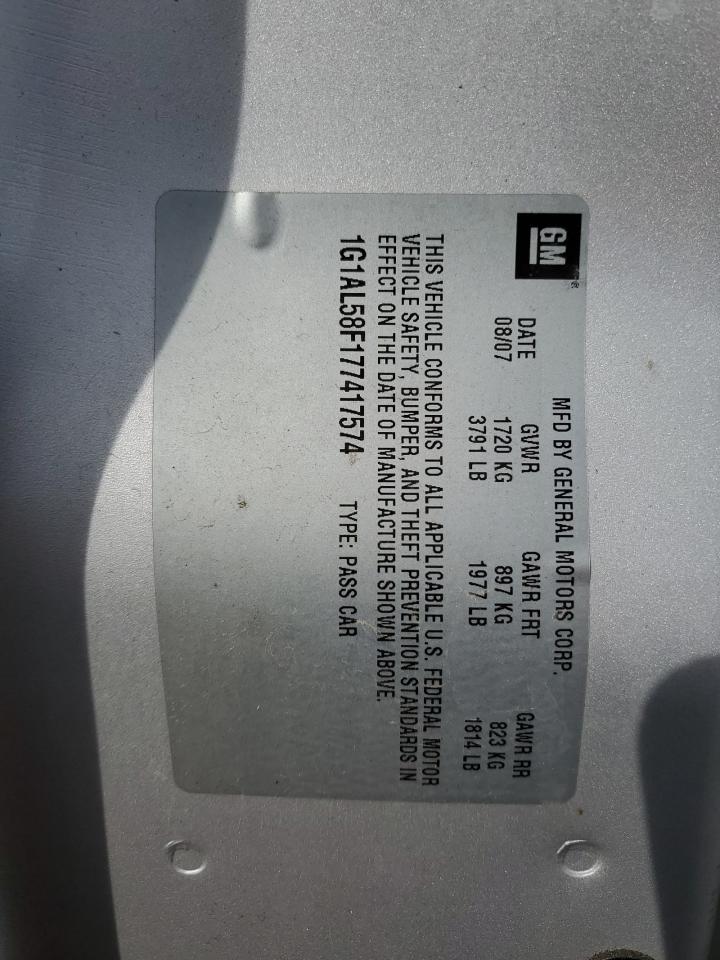 GM®
MFD BY GENERAL MOTORS CORP.
DATE GVWR GAWR FRT GAWR RR
08/07 1720 KG 897 KG 823 KG
3791 LB 1977 LB 1814 LB
THIS VEHICLE CONFORMS TO ALL APPLICABLE U.S. FEDERAL MOTOR
VEHICLE SAFETY, BUMPER, AND THEFT PREVENTION STANDARDS IN
EFFECT ON THE DATE OF MANUFACTURE SHOWN ABOVE.
1G1AL58F177417574 TYPE: PASS CAR